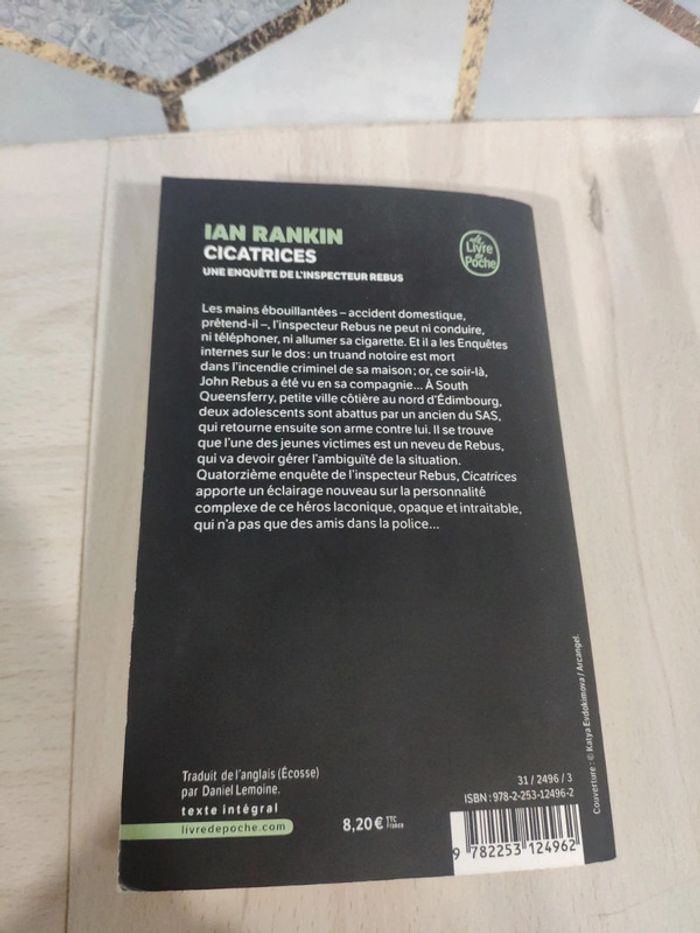 IAN RANKIN
CICATRICES
UNE ENQUÊTE DE L'INSPECTEUR REBUS
Le
Livre
de
Poche
Les mains ébouillantées – accident domestique,
prétend-il –, l'inspecteur Rebus ne peut ni conduire,
ni téléphoner, ni allumer sa cigarette. Et il a les Enquêtes
internes sur le dos : un truand notoire est mort
dans l'incendie criminel de sa maison ; or, ce soir-là,
John Rebus a été vu en sa compagnie... À South
Queensferry, petite ville côtière au nord d'Édimbourg,
deux adolescents sont abattus par un ancien du SAS,
qui retourne ensuite son arme contre lui. Il se trouve
que l'une des jeunes victimes est un neveu de Rebus,
qui va devoir gérer l'ambiguïté de la situation.
Quatorzième enquête de l'inspecteur Rebus, Cicatrices
apporte un éclairage nouveau sur la personnalité
complexe de ce héros laconique, opaque et intraitable,
qui n'a pas que des amis dans la police...
Couverture : © Katya Evdokimova / Arcangel.
Traduit de l'anglais (Écosse)
par Daniel Lemoine.
texte intégral
livredepoche.com
8,20 € TTC
France
31 / 2496 / 3
ISBN : 978-2-253-12496-2
9 782253 124962